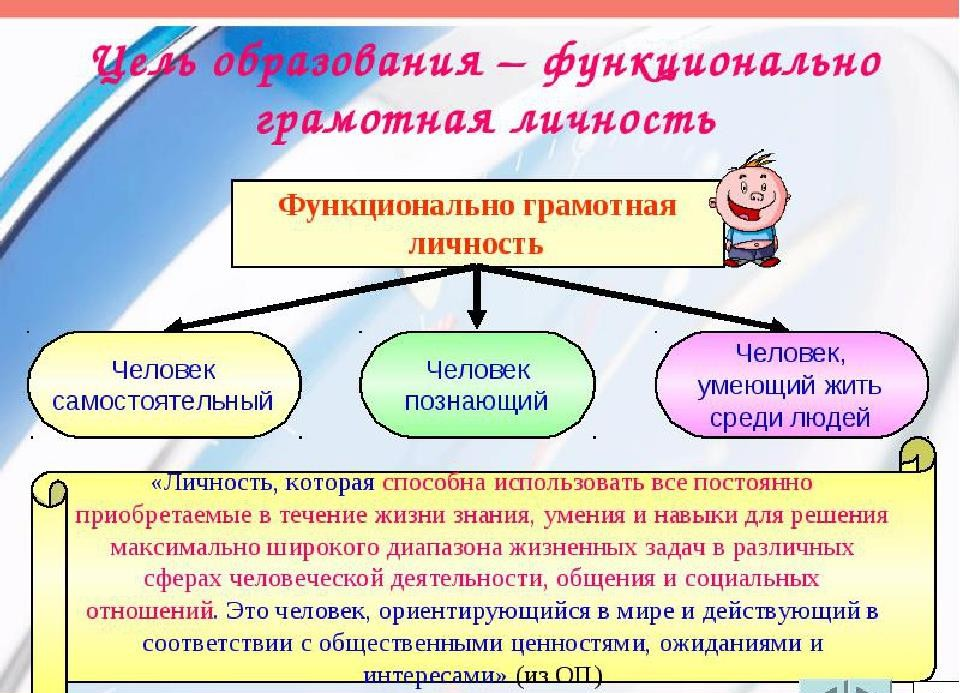 Цель образования – функционально
грамотная личность
Функционально грамотная
личность
Человек
самостоятельный
Человек
познающий
Человек,
умеющий жить
среди людей
«Личность, которая способна использовать все постоянно
приобретаемые в течение жизни знания, умения и навыки для решения
максимально широкого диапазона жизненных задач в различных
сферах человеческой деятельности, общения и социальных
отношений. Это человек, ориентирующийся в мире и действующий в
соответствии с общественными ценностями, ожиданиями и
интересами» (из ОП)